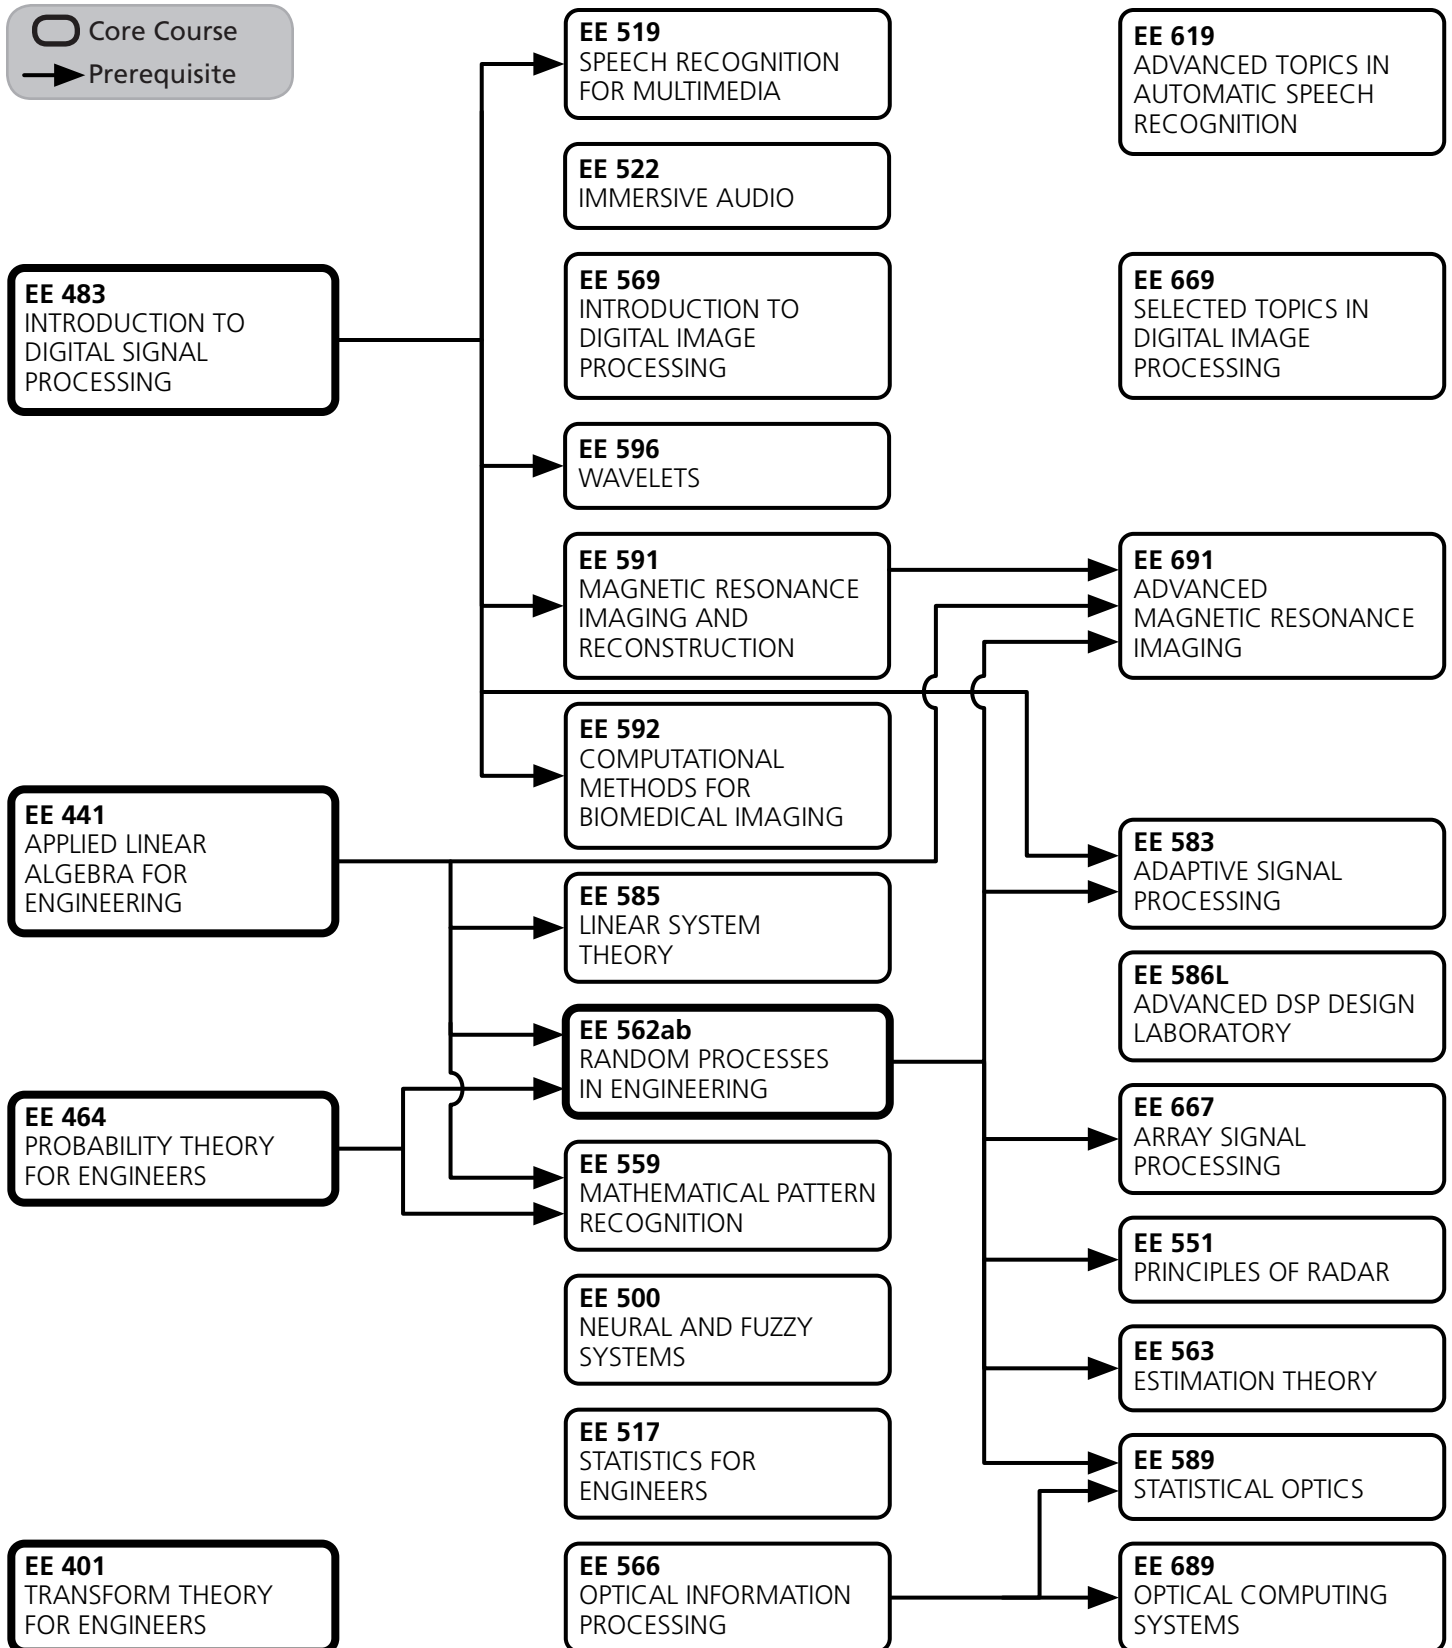 Core Course
Prerequisite
EE 483
INTRODUCTION TO
DIGITAL SIGNAL
PROCESSING
EE 441
APPLIED LINEAR
ALGEBRA FOR
ENGINEERING
EE 464
PROBABILITY THEORY
FOR ENGINEERS
EE 401
TRANSFORM THEORY
FOR ENGINEERS
EE 519
SPEECH RECOGNITION
FOR MULTIMEDIA
EE 522
IMMERSIVE AUDIO
EE 569
INTRODUCTION TO
DIGITAL IMAGE
PROCESSING
EE 596
WAVELETS
EE 591
MAGNETIC RESONANCE
IMAGING AND
RECONSTRUCTION
EE 592
COMPUTATIONAL
METHODS FOR
BIOMEDICAL IMAGING
EE 585
LINEAR SYSTEM
THEORY
EE 562ab
RANDOM PROCESSES
IN ENGINEERING
EE 559
MATHEMATICAL PATTERN
RECOGNITION
EE 500
NEURAL AND FUZZY
SYSTEMS
EE 517
STATISTICS FOR
ENGINEERS
EE 566
OPTICAL INFORMATION
PROCESSING
EE 619
ADVANCED TOPICS IN
AUTOMATIC SPEECH
RECOGNITION
EE 669
SELECTED TOPICS IN
DIGITAL IMAGE
PROCESSING
EE 691
ADVANCED
MAGNETIC RESONANCE
IMAGING
EE 583
ADAPTIVE SIGNAL
PROCESSING
EE 586L
ADVANCED DSP DESIGN
LABORATORY
EE 667
ARRAY SIGNAL
PROCESSING
EE 551
PRINCIPLES OF RADAR
EE 563
ESTIMATION THEORY
EE 589
STATISTICAL OPTICS
EE 689
OPTICAL COMPUTING
SYSTEMS